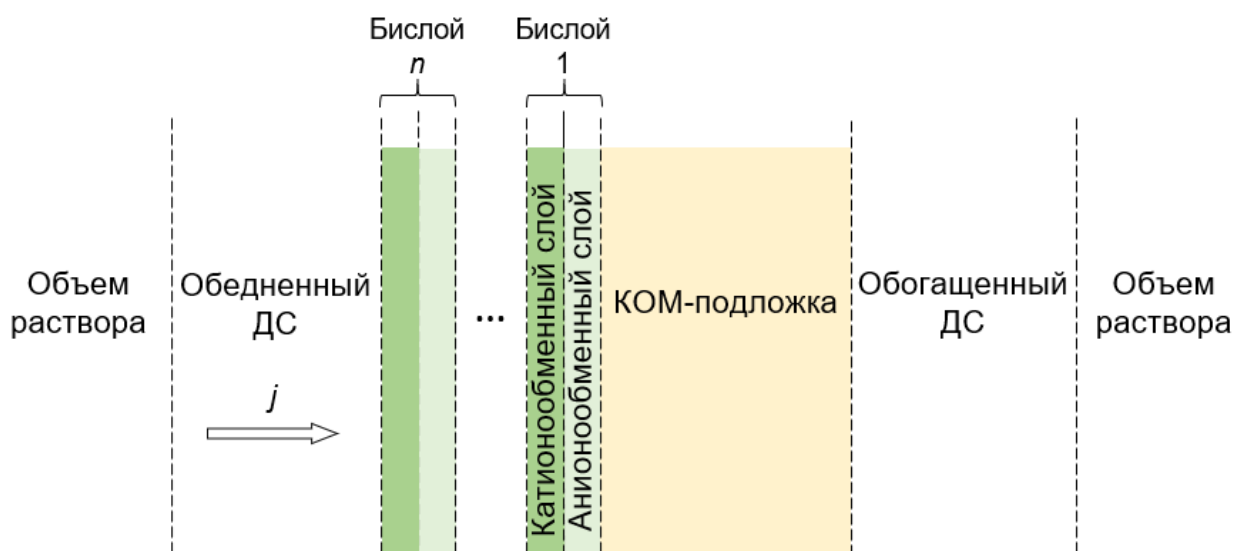 Бислой
n
Бислой
1
Объем
раствора
Обедненный
ДС
j
...
Катионообменный слой
Анионообменный слой
КОМ-подложка
Обогащенный
ДС
Объем
раствора